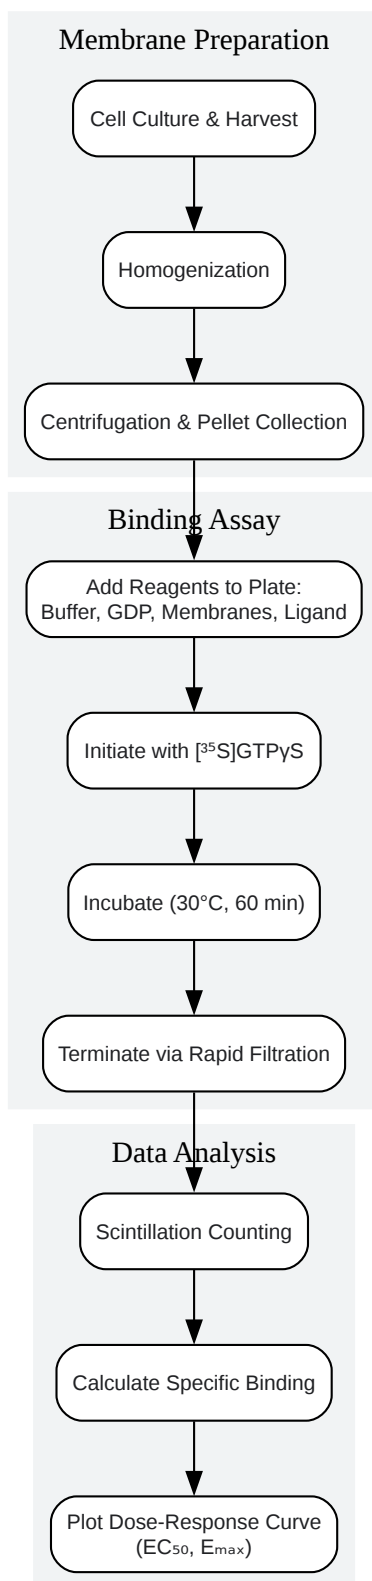 Membrane Preparation
Cell Culture & Harvest
Homogenization
Centrifugation & Pellet Collection
Binding Assay
Add Reagents to Plate:
Buffer, GDP, Membranes, Ligand
Initiate with [³⁵S]GTPγS
Incubate (30°C, 60 min)
Terminate via Rapid Filtration
Data Analysis
Scintillation Counting
Calculate Specific Binding
Plot Dose-Response Curve
(EC₅₀, Eₘₐₓ)